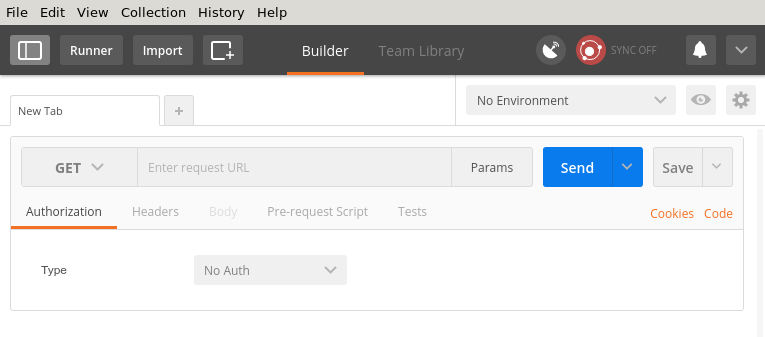 File Edit View Collection History Help
Runner Import Builder Team Library SYNC OFF
New Tab + No Environment
GET Enter request URL Params Send Save
Authorization Headers Body Pre-request Script Tests Cookies Code
Type No Auth